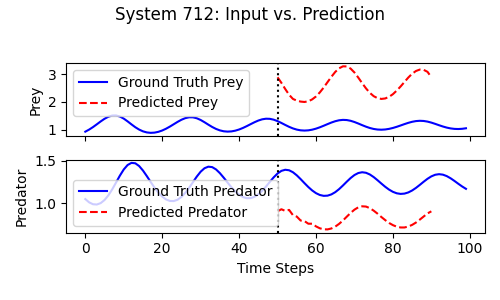 System 712: Input vs. Prediction
3
2
1
Prey
Ground Truth Prey
Predicted Prey
1.5
1.0
Predator
Ground Truth Predator
Predicted Predator
0 20 40 60 80 100
Time Steps